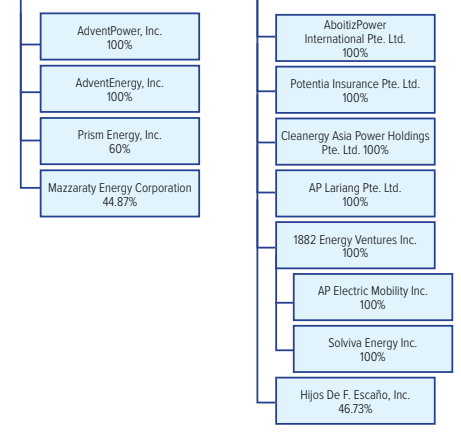 AdventPower, Inc.
100%
AdventEnergy, Inc.
100%
Prism Energy, Inc.
60%
Mazzaraty Energy Corporation
44.87%
AboitizPower
International Pte. Ltd.
100%
Potentia Insurance Pte. Ltd.
100%
Cleanergy Asia Power Holdings
Pte. Ltd. 100%
AP Lariang Pte. Ltd.
100%
1882 Energy Ventures Inc.
100%
AP Electric Mobility Inc.
100%
Solviva Energy Inc.
100%
Hijos De F. Escaño, Inc.
46.73%